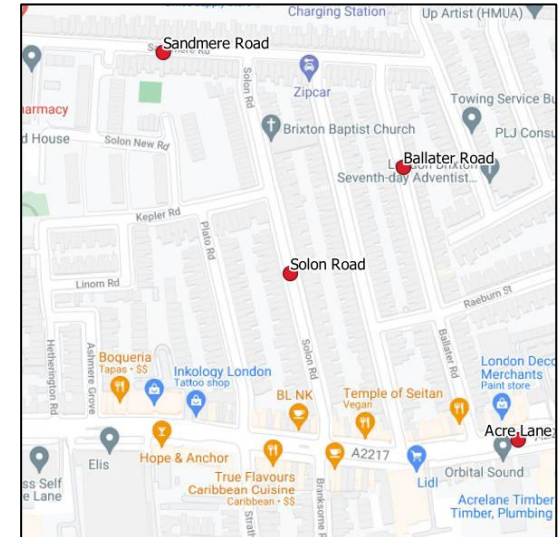 Charging Station
Up Artist (HMUA)
Sandmere Road
Solon Rd
Zipcar
Towing Service Bu
armacy
Brixton Baptist Church
PLJ Consu
d House
Solon New Rd
Ballater Road
Seventh-day Adventist...
Kepler Rd
Plato Rd
Solon Road
Linom Rd
Raeburn St
Hetherington Rd
Ashmere Grove
Solon Rd
Ballater Rd
Boqueria
Tapas • $$
Inkology London
Tattoo shop
BL NK
Temple of Seitan
Vegan
London Deco
Merchants
Paint store
Acre Lane
Elis
Hope & Anchor
A2217
Orbital Sound
ss Self
e Lane
True Flavours
Caribbean Cuisine
Caribbean • $$
Branksome R
Strath
Lidl
Acrelane Timber
Timber, Plumbing